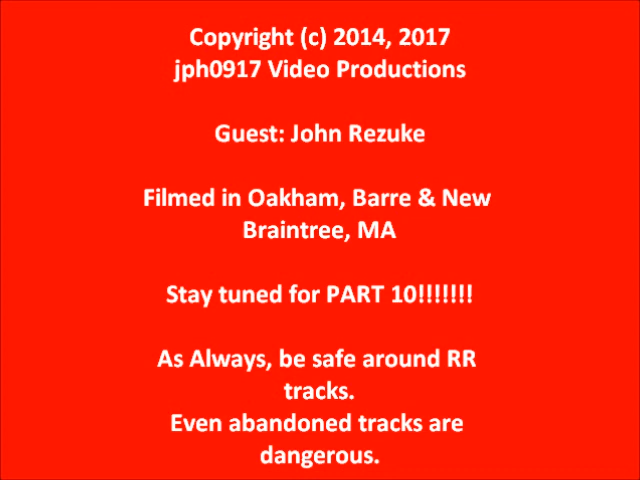 Copyright (c) 2014, 2017
jph0917 Video Productions
Guest: John Rezuke
Filmed in Oakham, Barre & New
Braintree, MA
Stay tuned for PART 10!!!!!!!
As Always, be safe around RR
tracks.
Even abandoned tracks are
dangerous.